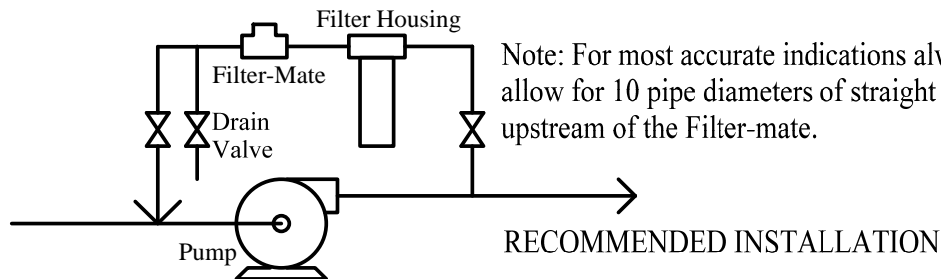 Filter Housing
Filter-Mate
Drain
Valve
Pump
Note: For most accurate indications
allow for 10 pipe diameters of straight
upstream of the Filter-mate.
RECOMMENDED INSTALLATION